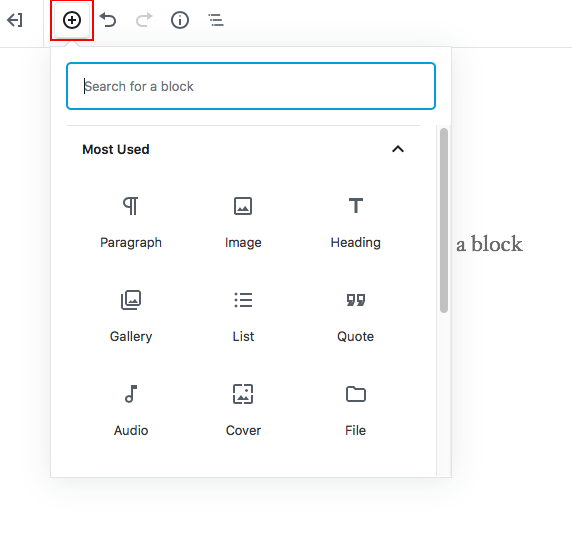 Search for a block
Most Used
Paragraph Image Heading
a block
Gallery List Quote
Audio Cover File